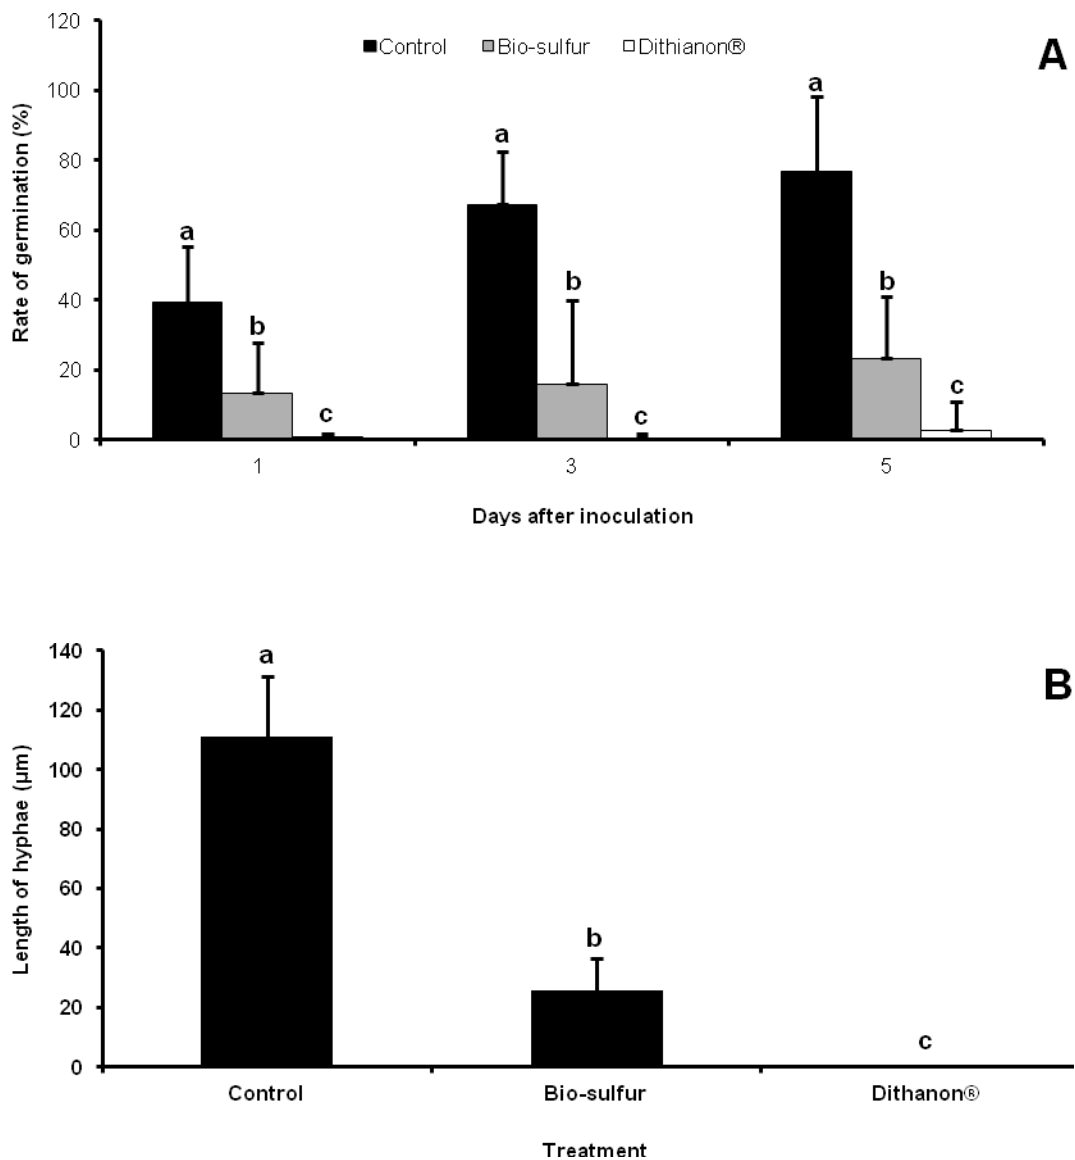 120
100
80
60
40
20
0
Rate of germination (%)
Control Bio-sulfur Dithianon®
A
a
b
c
a
b
c
a
b
c
1 3 5
Days after inoculation
140
120
100
80
60
40
20
0
Length of hyphae (µm)
B
a
b
c
Control Bio-sulfur Dithanon®
Treatment